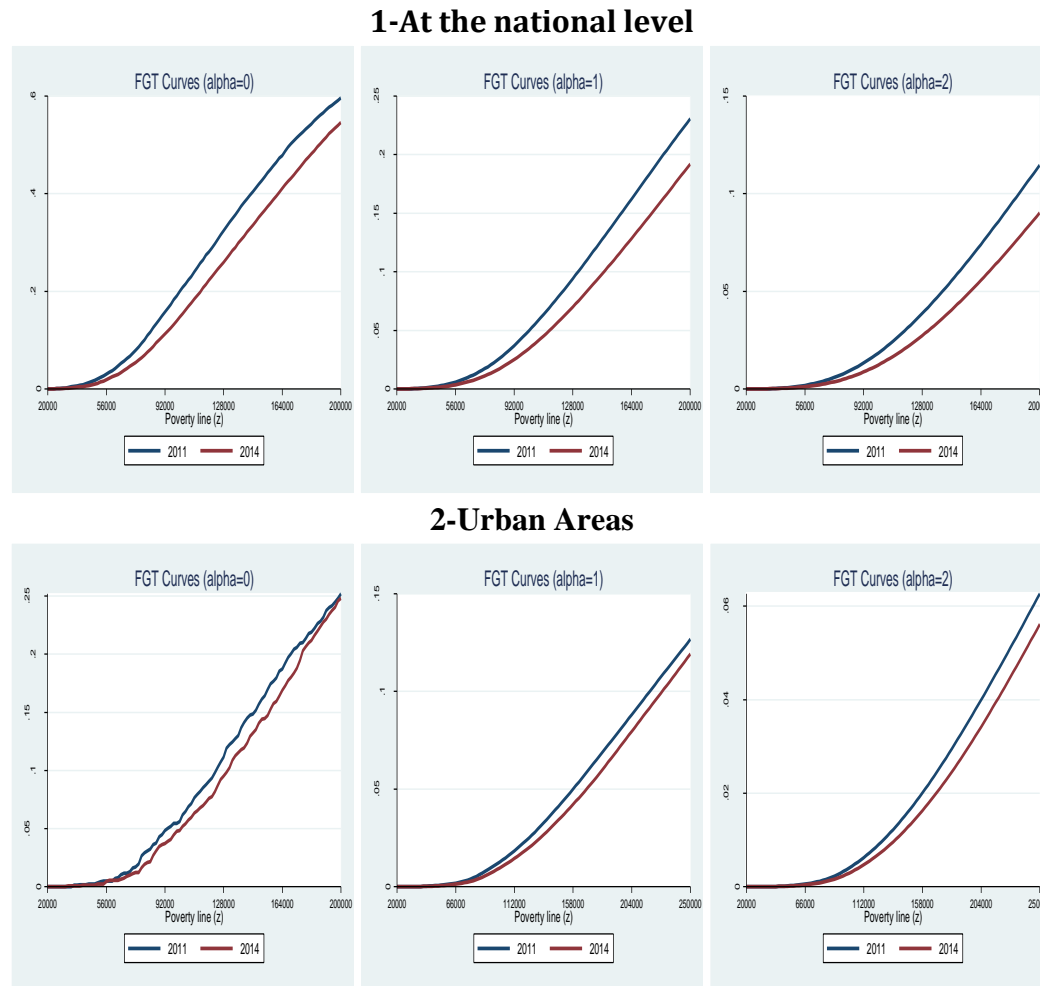 1-At the national level
FGT Curves (alpha=0)
.6
.4
.2
0
20000 56000 92000 128000 164000 200000
Poverty line (z)
2011 2014
FGT Curves (alpha=1)
.25
.2
.15
.1
.05
0
20000 56000 92000 128000 164000 200000
Poverty line (z)
2011 2014
FGT Curves (alpha=2)
.15
.1
.05
0
20000 56000 92000 128000 164000
Poverty line (z)
2011 2014
2-Urban Areas
FGT Curves (alpha=0)
.25
.2
.15
.1
.05
0
20000 56000 92000 128000 164000 200000
Poverty line (z)
2011 2014
FGT Curves (alpha=1)
.15
.1
.05
0
20000 66000 111000 158000 204000 250000
Poverty line (z)
2011 2014
FGT Curves (alpha=2)
.06
.04
.02
0
20000 66000 112000 158000 204000
Poverty line (z)
2011 2014